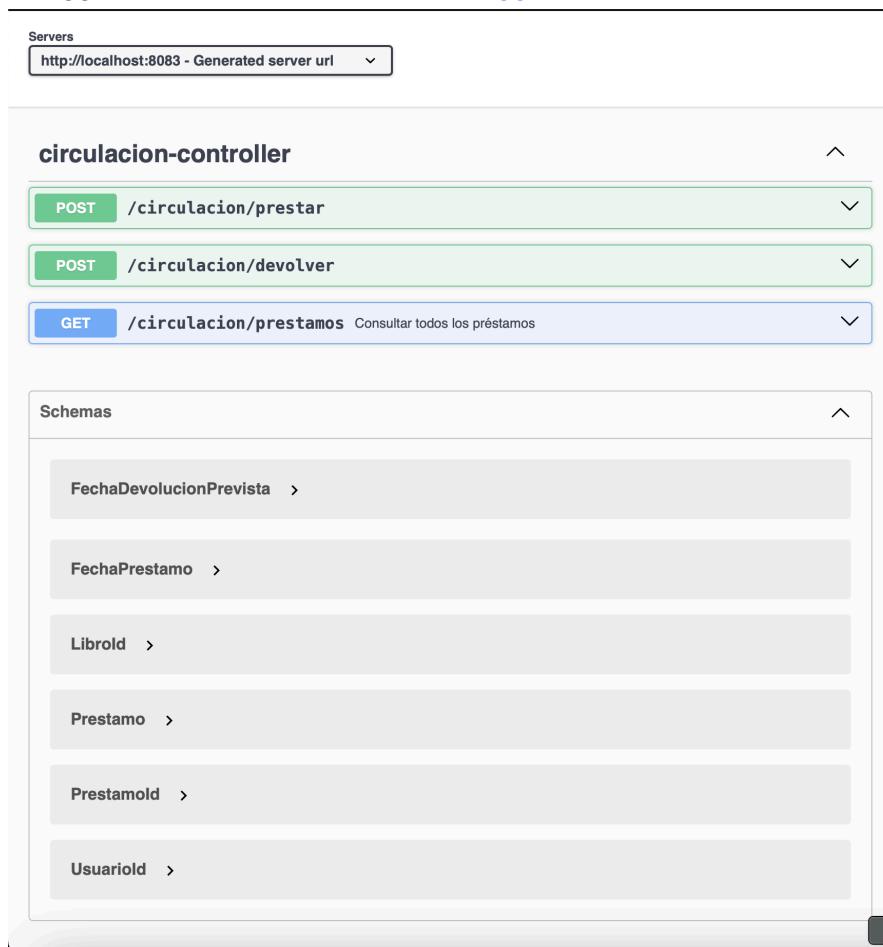 Servers
http://localhost:8083 - Generated server url
circulacion-controller
POST /circulacion/prestar
POST /circulacion/devolver
GET /circulacion/prestamos Consultar todos los préstamos
Schemas
FechaDevolucionPrevista
FechaPrestamo
LibroId
Prestamo
PrestamoId
UsuarioId